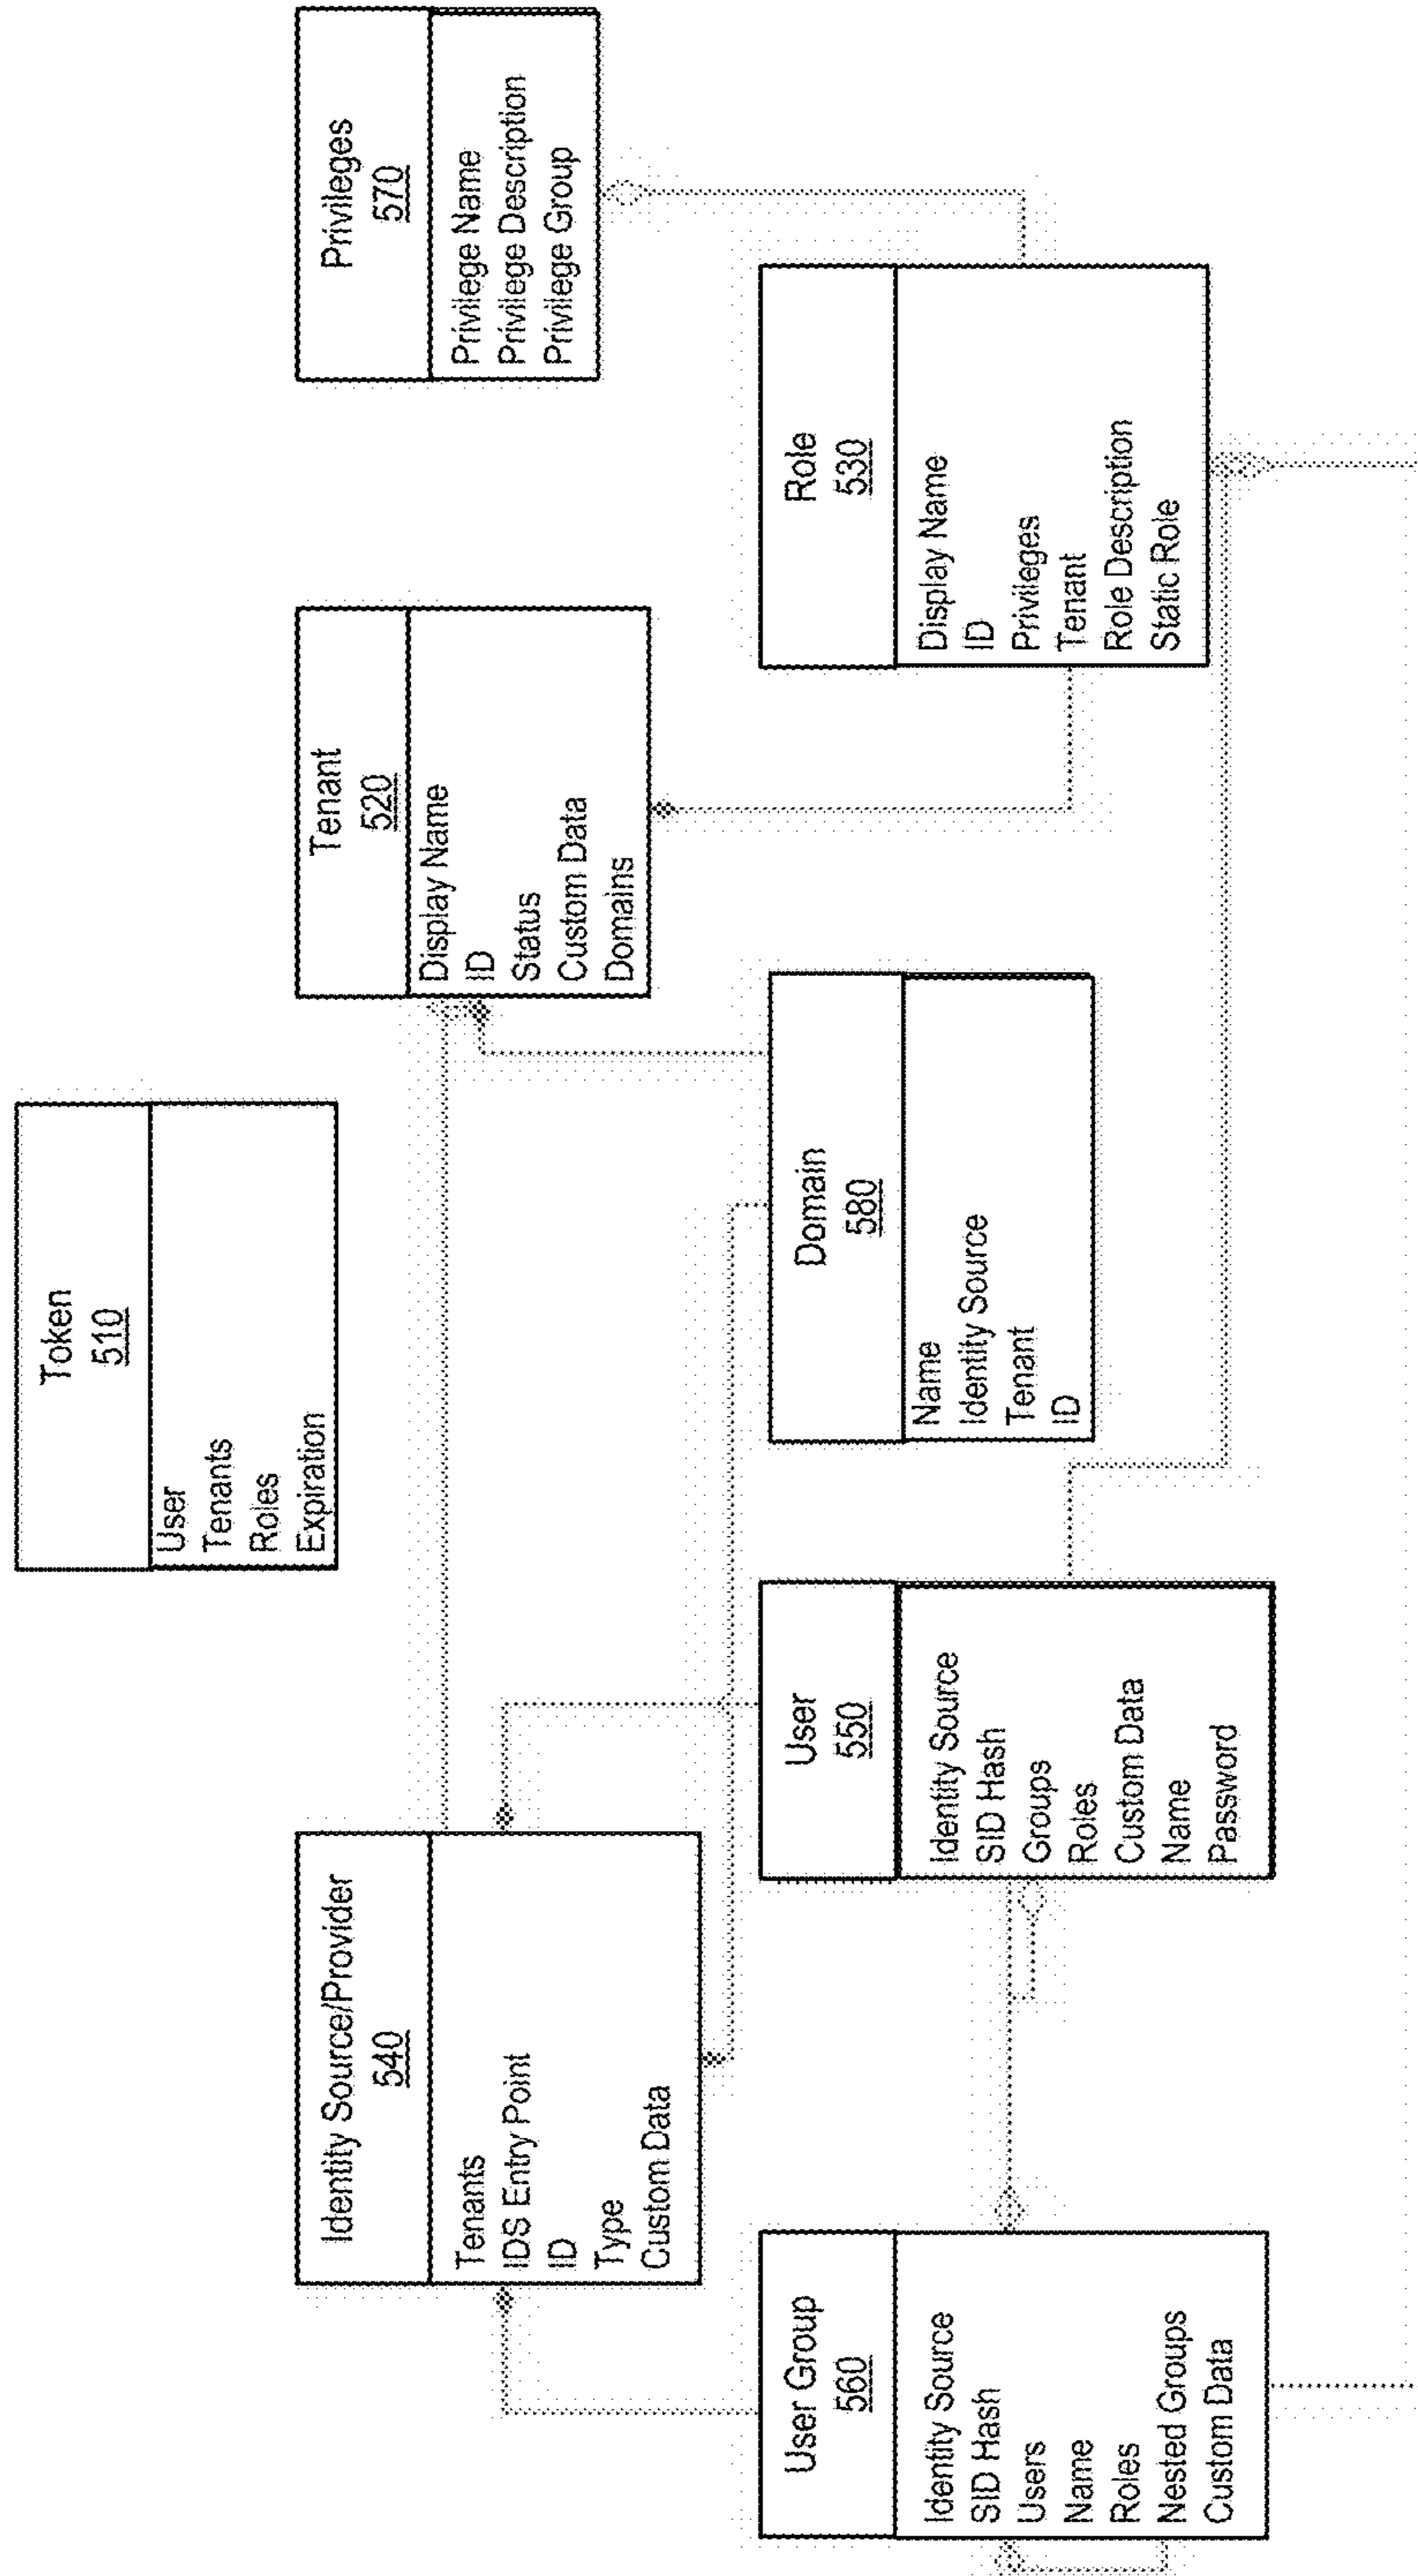 Token
510
User
Tenants
Roles
Expiration
Identity Source/Provider
540
Tenants
IDS Entry Point
ID
Type
Custom Data
Tenant
520
Display Name
ID
Status
Custom Data
Domains
Privileges
570
Privilege Name
Privilege Description
Privilege Group
User Group
560
Identity Source
SID Hash
Users
Name
Roles
Nested Groups
Custom Data
User
550
Identity Source
SID Hash
Groups
Roles
Custom Data
Name
Password
Domain
580
Name
Identity Source
Tenant
ID
Role
530
Display Name
ID
Privileges
Tenant
Role Description
Static Role